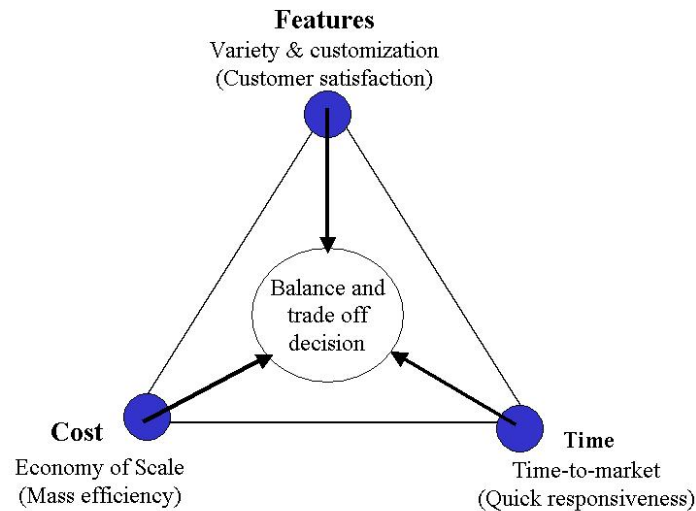 Features
Variety & customization
(Customer satisfaction)
Balance and
trade off
decision
Cost
Economy of Scale
(Mass efficiency)
Time
Time-to-market
(Quick responsiveness)